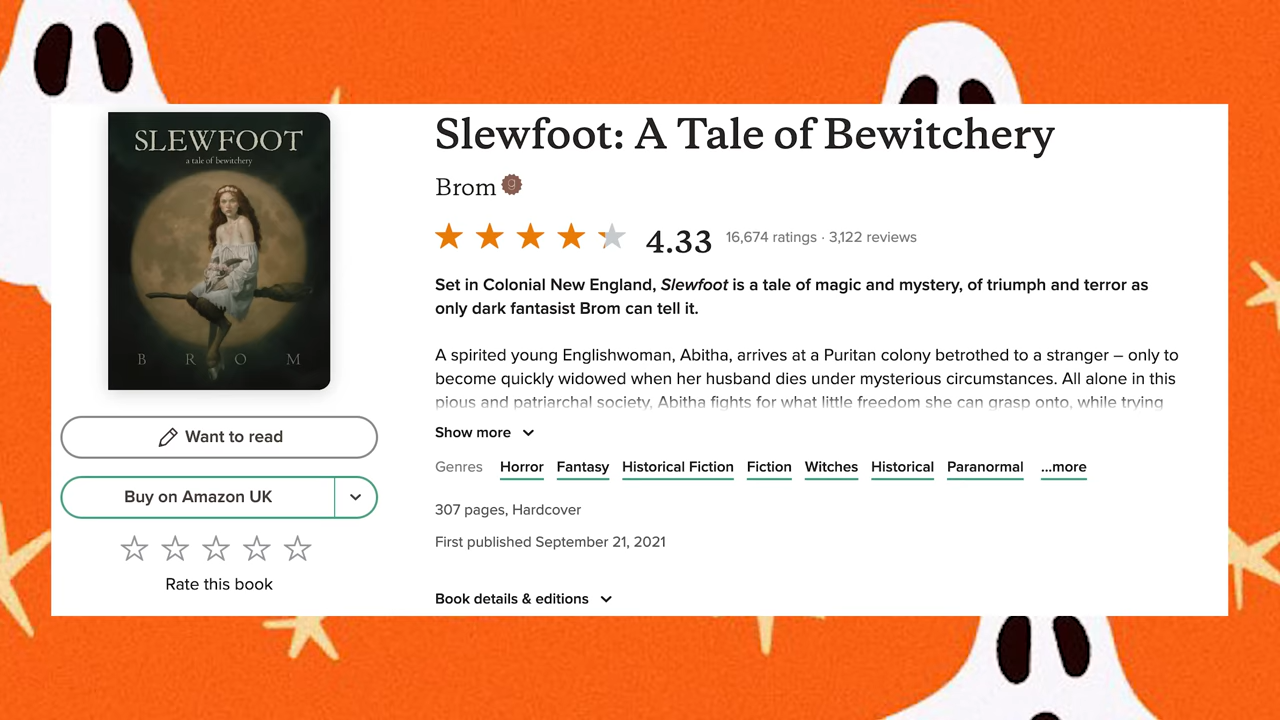 SLEWFOOT
a tale of bewitchery
B R O M
Want to read
Buy on Amazon UK
Rate this book
Slewfoot: A Tale of Bewitchery
Brom g
4.33 16,674 ratings · 3,122 reviews
Set in Colonial New England, Slewfoot is a tale of magic and mystery, of triumph and terror as
only dark fantasist Brom can tell it.
A spirited young Englishwoman, Abitha, arrives at a Puritan colony betrothed to a stranger – only to
become quickly widowed when her husband dies under mysterious circumstances. All alone in this
pious and patriarchal society, Abitha fights for what little freedom she can grasp onto, while trying
Show more
Genres Horror Fantasy Historical Fiction Fiction Witches Historical Paranormal ...more
307 pages, Hardcover
First published September 21, 2021
Book details & editions